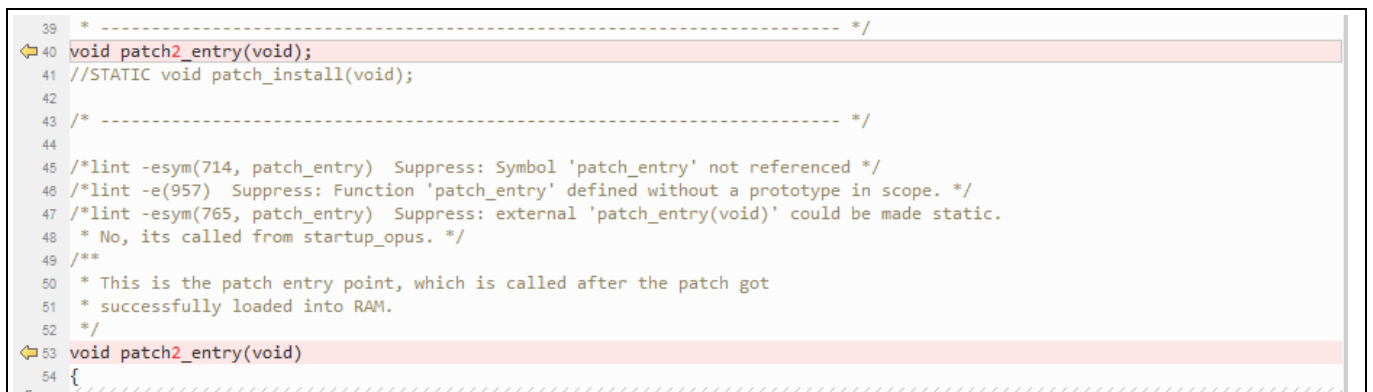 39 * ------------------------------------------------------------------------- */
40 void patch2_entry(void);
41 //STATIC void patch_install(void);
42
43 /* ------------------------------------------------------------------------- */
44
45 /*lint -esym(714, patch_entry)  Suppress: Symbol 'patch_entry' not referenced */
46 /*lint -e(957)  Suppress: Function 'patch_entry' defined without a prototype in scope. */
47 /*lint -esym(765, patch_entry)  Suppress: external 'patch_entry(void)' could be made static.
48  * No, its called from startup_opus. */
49 /**
50  * This is the patch entry point, which is called after the patch got
51  * successfully loaded into RAM.
52  */
53 void patch2_entry(void)
54 {